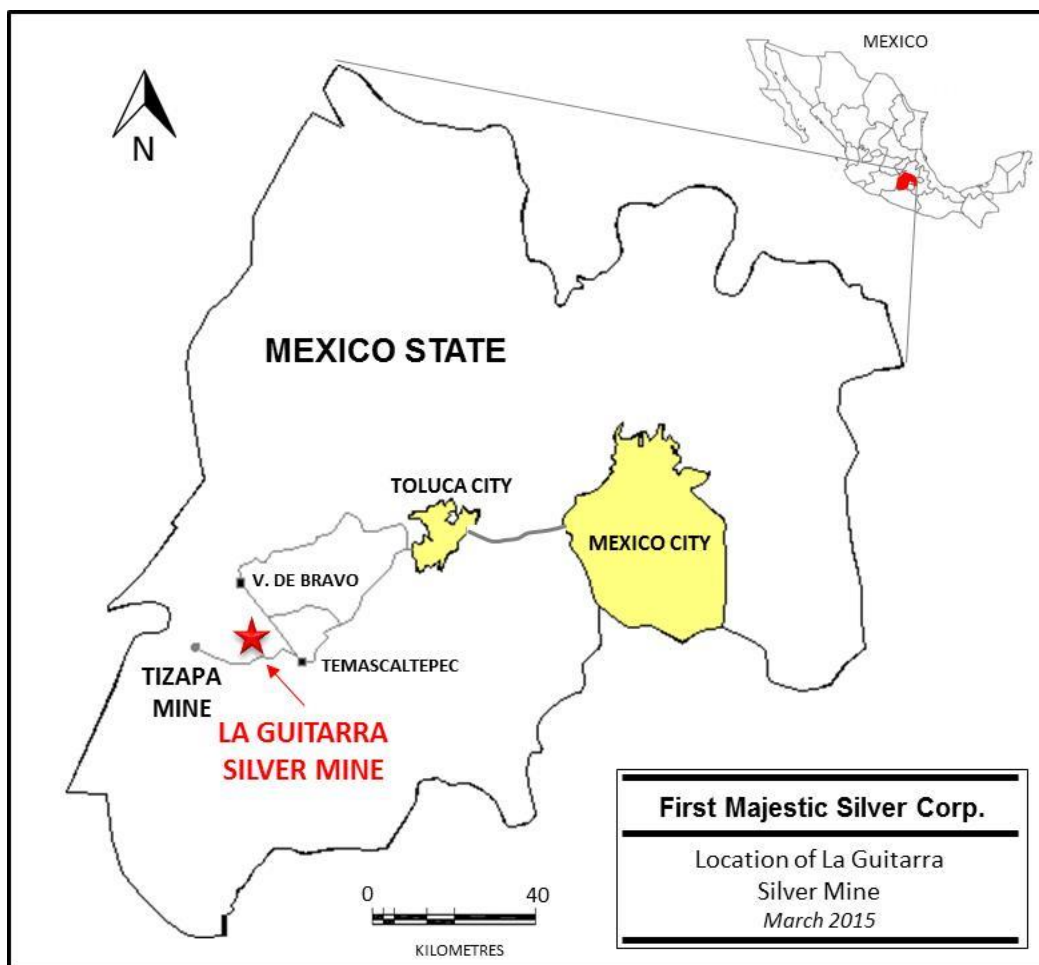 MEXICO
N
MEXICO STATE
TOLUCA CITY
MEXICO CITY
V. DE BRAVO
TEMASCALTEPEC
TIZAPA
MINE
LA GUITARRA
SILVER MINE
0 40
KILOMETRES
First Majestic Silver Corp.
Location of La Guitarra
Silver Mine
March 2015